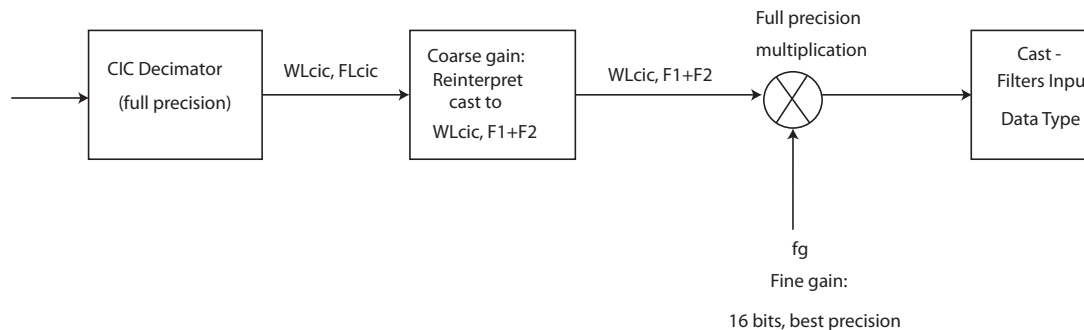 CIC Decimator
(full precision)
WLcic, FLcic
Coarse gain:
Reinterpret
cast to
WLcic, F1+F2
WLcic, F1+F2
Full precision
multiplication
fg
Fine gain:
16 bits, best precision
Cast -
Filters Input
Data Type